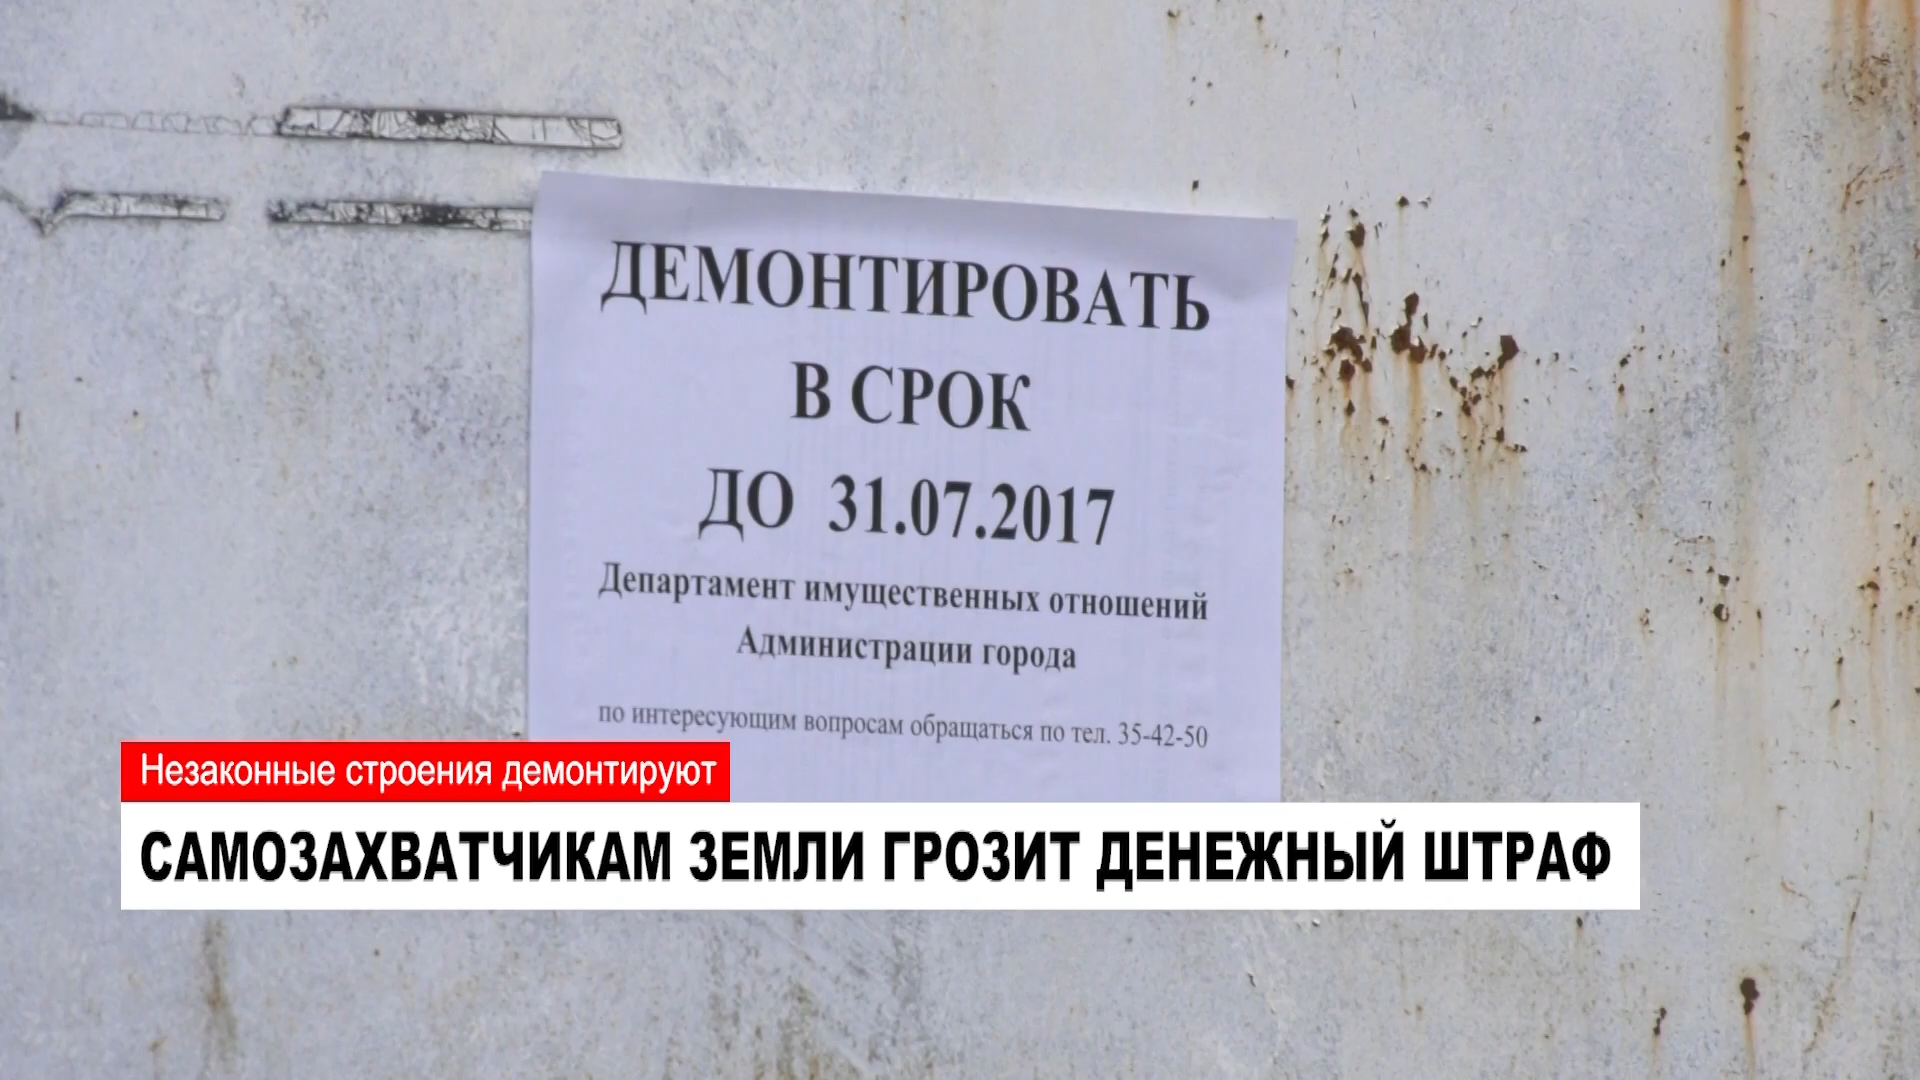 ДЕМОНТИРОВАТЬ
В СРОК
ДО 31.07.2017
Департамент имущественных отношений
Администрации города
по интересующим вопросам обращаться по тел. 35-42-50
Незаконные строения демонтируют
САМОЗАХВАТЧИКАМ ЗЕМЛИ ГРОЗИТ ДЕНЕЖНЫЙ ШТРАФ